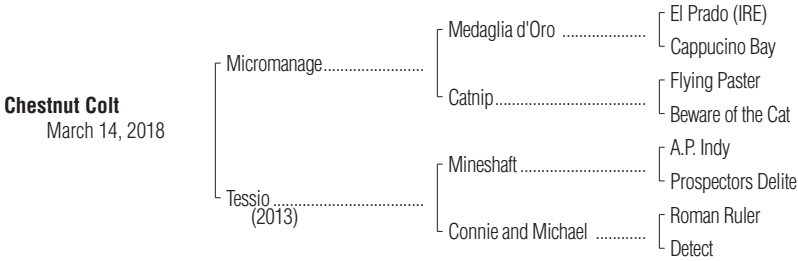 El Prado (IRE)
Medaglia d'Oro ....................
Cappucino Bay
Micromanage........................
Flying Paster
Catnip....................................
Beware of the Cat
Chestnut Colt
March 14, 2018
A.P. Indy
Mineshaft ..............................
Prospectors Delite
Tessio ....................................
(2013)
Roman Ruler
Connie and Michael ............
Detect